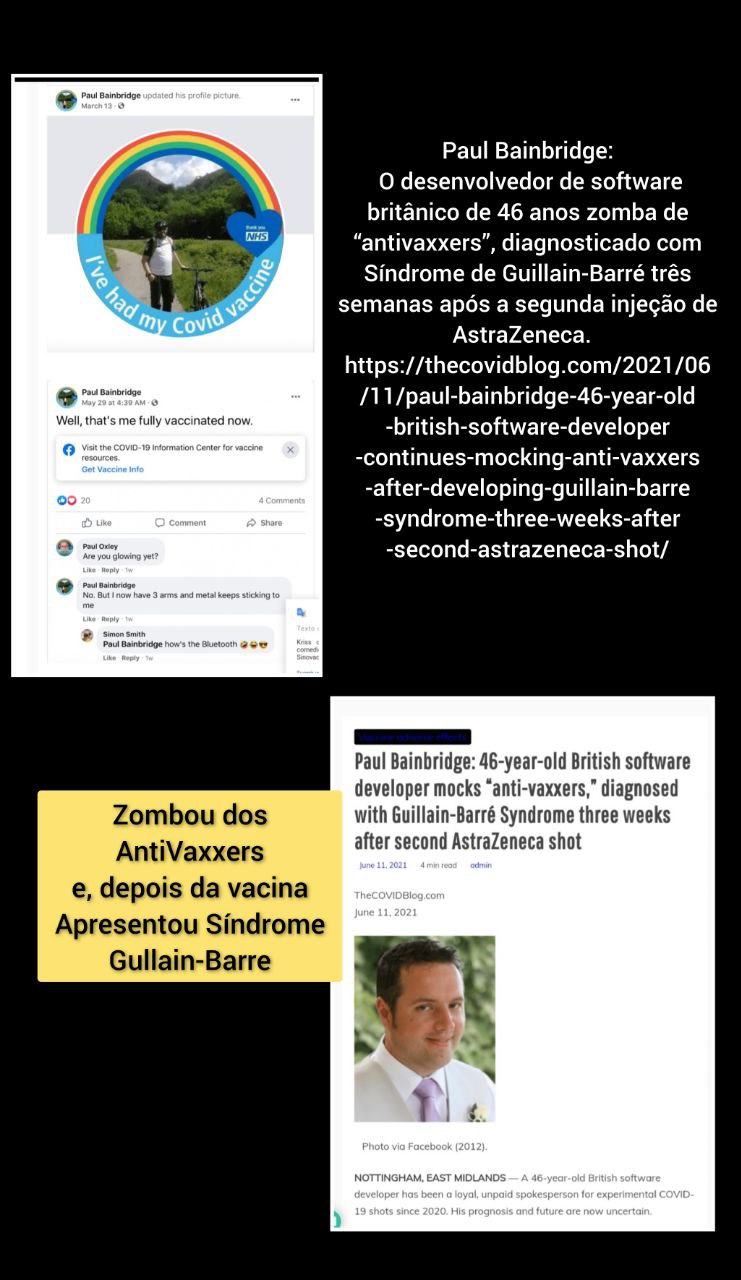 Paul Bainbridge updated his profile picture.
March 13
thank you
NHS
I've had my Covid vaccine
Paul Bainbridge
May 29 at 4:39 AM
Well, that's me fully vaccinated now.
Visit the COVID-19 Information Center for vaccine
resources.
Get Vaccine Info
20
4 Comments
Like
Comment
Share
Paul Oxley
Are you glowing yet?
Like · Reply · 1w
Paul Bainbridge
No. But I now have 3 arms and metal keeps sticking to
me
Like · Reply · 1w
Simon Smith
Paul Bainbridge how's the Bluetooth 🤣😂😎
Like · Reply · 1w
Texto
Kriss
comedi
Sinovac
Paul Bainbridge:
O desenvolvedor de software
britânico de 46 anos zomba de
“antivaxxers”, diagnosticado com
Síndrome de Guillain-Barré três
semanas após a segunda injeção de
AstraZeneca.
https://thecovidblog.com/2021/06
/11/paul-bainbridge-46-year-old
-british-software-developer
-continues-mocking-anti-vaxxers
-after-developing-guillain-barre
-syndrome-three-weeks-after
-second-astrazeneca-shot/
Zombou dos
AntiVaxxers
e, depois da vacina
Apresentou Síndrome
Gullain-Barre
Vaccine adverse effects
Paul Bainbridge: 46-year-old British software
developer mocks “anti-vaxxers,” diagnosed
with Guillain-Barré Syndrome three weeks
after second AstraZeneca shot
June 11, 2021 4 min read admin
TheCOVIDBlog.com
June 11, 2021
Photo via Facebook (2012).
NOTTINGHAM, EAST MIDLANDS — A 46-year-old British software
developer has been a loyal, unpaid spokesperson for experimental COVID-
19 shots since 2020. His prognosis and future are now uncertain.